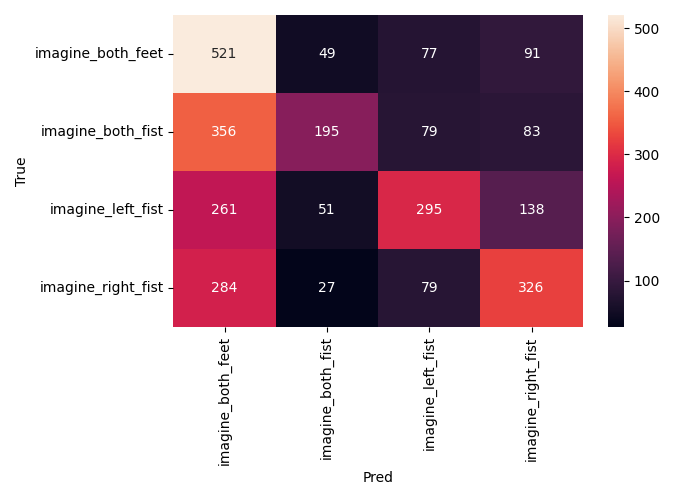 imagine_both_feet 521 49 77 91
imagine_both_fist 356 195 79 83
imagine_left_fist 261 51 295 138
imagine_right_fist 284 27 79 326
True
imagine_both_feet
imagine_both_fist
imagine_left_fist
imagine_right_fist
Pred
500
400
300
200
100